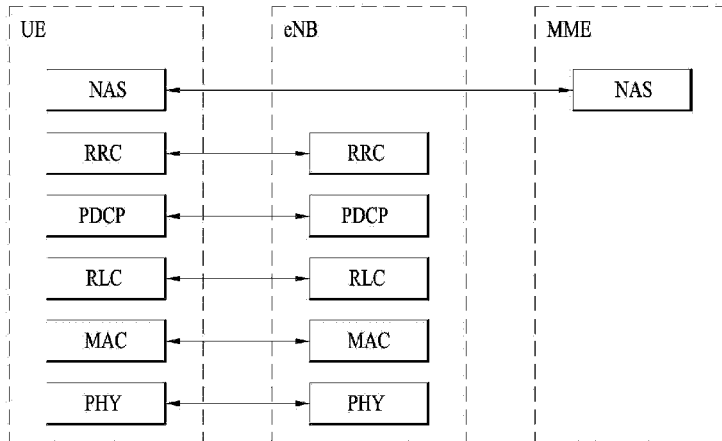 UE eNB MME
NAS NAS
RRC RRC
PDCP PDCP
RLC RLC
MAC MAC
PHY PHY